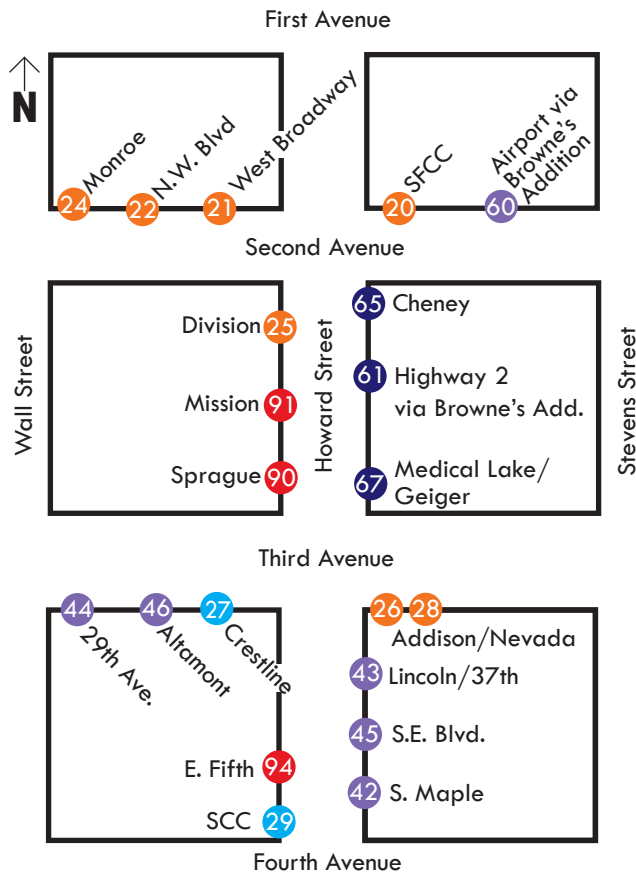 First Avenue
N
Monroe
N.W. Blvd
West Broadway
SFCC
Airport via
Browne's
Addition
24
22
21
20
60
Second Avenue
Wall Street
Howard Street
Stevens Street
Division 25
Mission 91
Sprague 90
65 Cheney
61 Highway 2
via Browne's Add.
67 Medical Lake/
Geiger
Third Avenue
44
46
27
29th Ave.
Altamont
Crestline
E. Fifth 94
SCC 29
26 28
Addison/Nevada
43 Lincoln/37th
45 S.E. Blvd.
42 S. Maple
Fourth Avenue